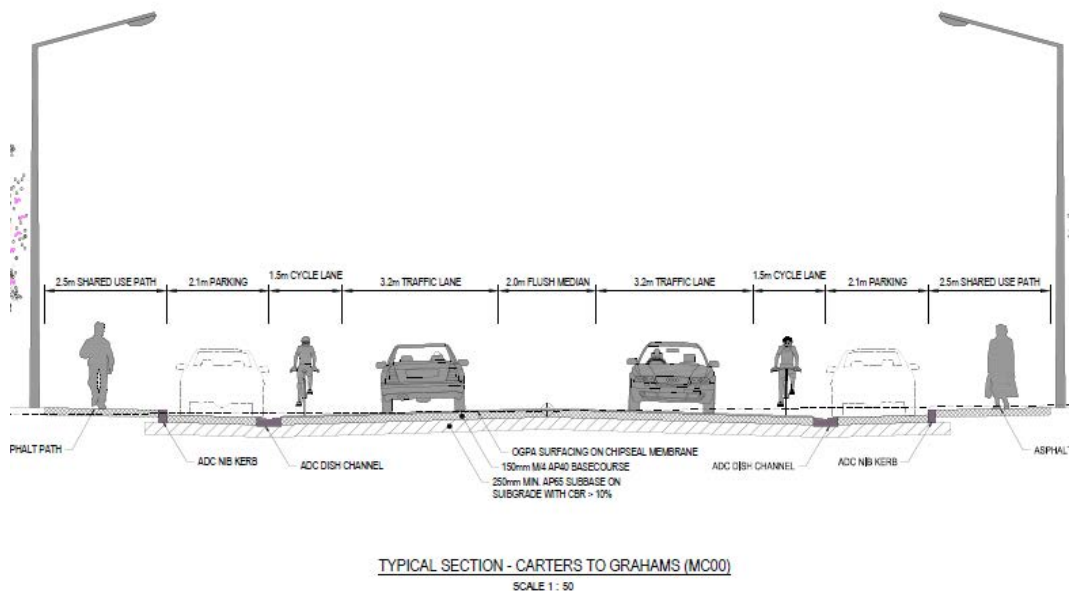 2.5m SHARED USE PATH
2.1m PARKING
1.5m CYCLE LANE
3.2m TRAFFIC LANE
2.0m FLUSH MEDIAN
3.2m TRAFFIC LANE
1.5m CYCLE LANE
2.1m PARKING
2.5m SHARED USE PATH
PHALT PATH
ADC NIB KERB
ADC DISH CHANNEL
OGPA SURFACING ON CHIPSEAL MEMBRANE
150mm M/4 AP40 BASECOURSE
250mm MIN. AP65 SUBBASE ON
SUIBGRADE WITH CBR > 10%
ADC DISH CHANNEL
ADC NIB KERB
ASPHALT
TYPICAL SECTION - CARTERS TO GRAHAMS (MC00)
SCALE 1 : 50